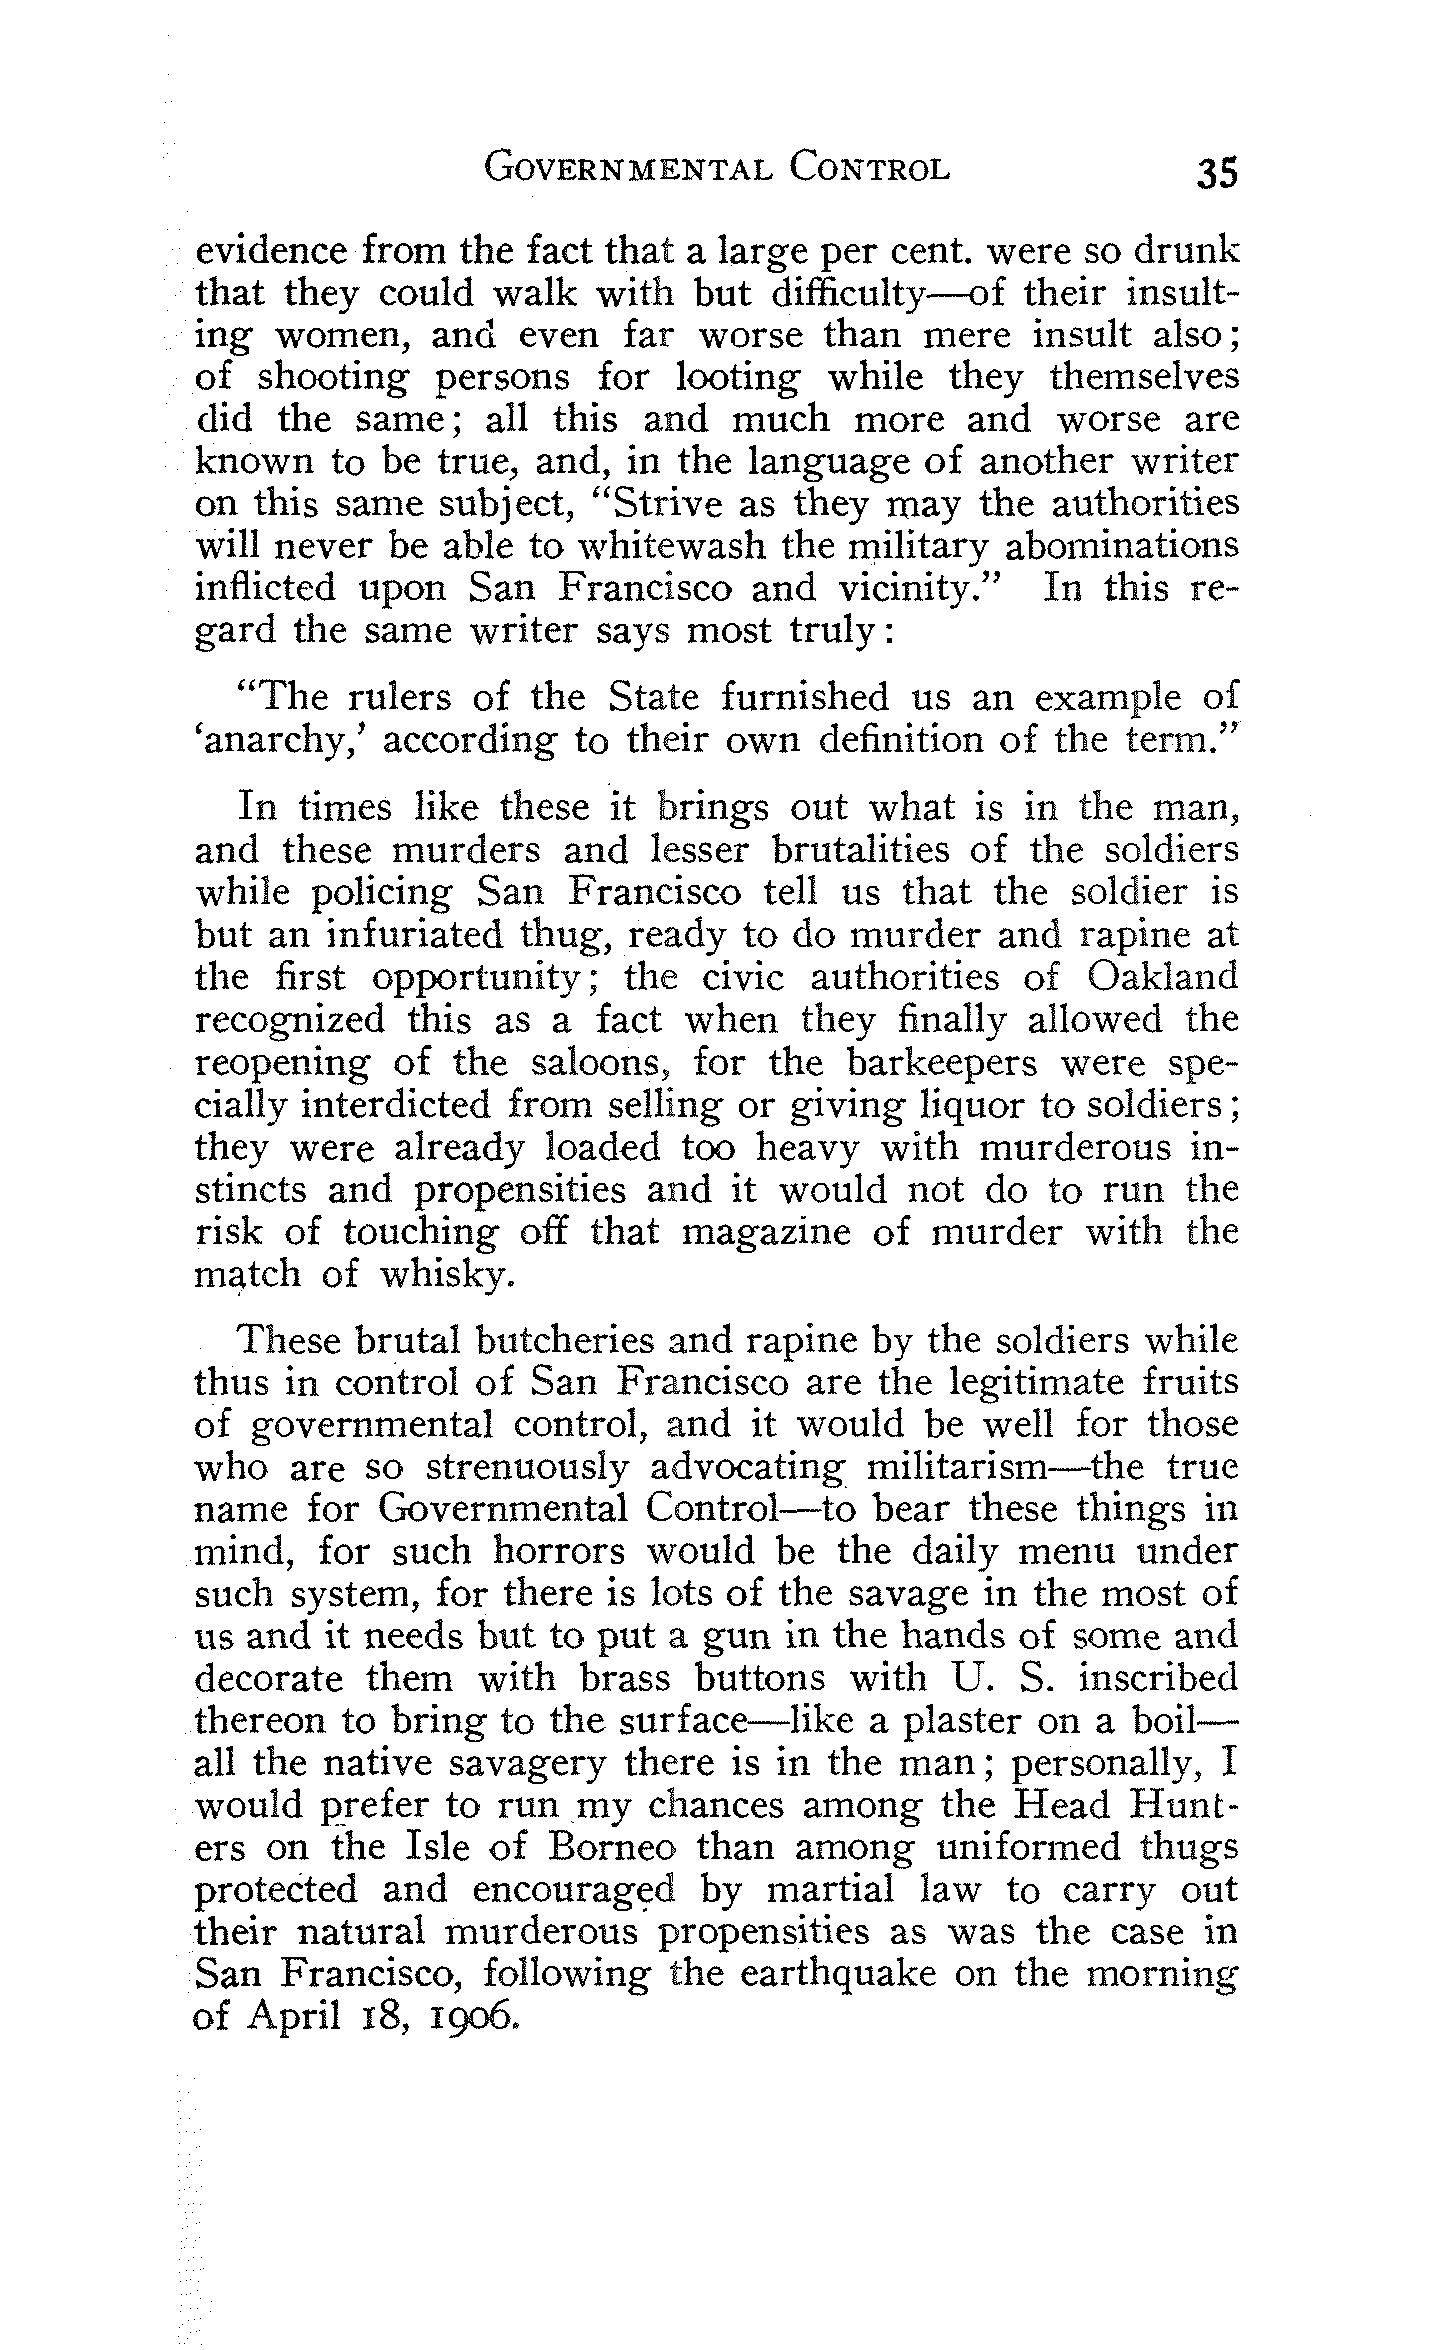 GOVERNMENTAL CONTROL 35
evidence from the fact that a large per cent. were so drunk
that they could walk with but difficulty—of their insult-
ing women, and even far worse than mere insult also;
of shooting persons for looting while they themselves
did the same; all this and much more and worse are
known to be true, and, in the language of another writer
on this same subject, “Strive as they may the authorities
will never be able to whitewash the military abominations
inflicted upon San Francisco and vicinity.” In this re-
gard the same writer says most truly:
“The rulers of the State furnished us an example of
‘anarchy,’ according to their own definition of the term.”
In times like these it brings out what is in the man,
and these murders and lesser brutalities of the soldiers
while policing San Francisco tell us that the soldier is
but an infuriated thug, ready to do murder and rapine at
the first opportunity; the civic authorities of Oakland
recognized this as a fact when they finally allowed the
reopening of the saloons, for the barkeepers were spe-
cially interdicted from selling or giving liquor to soldiers;
they were already loaded too heavy with murderous in-
stincts and propensities and it would not do to run the
risk of touching off that magazine of murder with the
match of whisky.
These brutal butcheries and rapine by the soldiers while
thus in control of San Francisco are the legitimate fruits
of governmental control, and it would be well for those
who are so strenuously advocating militarism—the true
name for Governmental Control—to bear these things in
mind, for such horrors would be the daily menu under
such system, for there is lots of the savage in the most of
us and it needs but to put a gun in the hands of some and
decorate them with brass buttons with U. S. inscribed
thereon to bring to the surface—like a plaster on a boil—
all the native savagery there is in the man; personally, I
would prefer to run my chances among the Head Hunt-
ers on the Isle of Borneo than among uniformed thugs
protected and encouraged by martial law to carry out
their natural murderous propensities as was the case in
San Francisco, following the earthquake on the morning
of April 18, 1906.